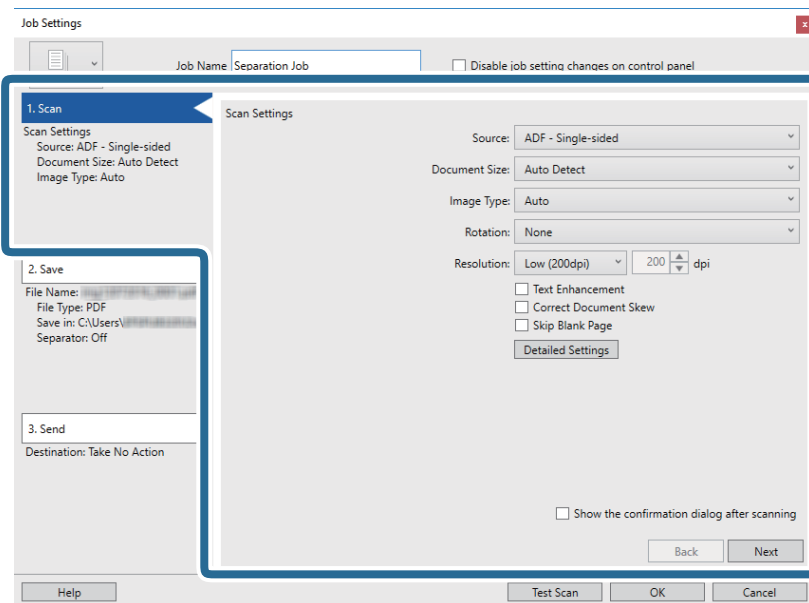 Job Settings
x
Job Name Separation Job
Disable job setting changes on control panel
1. Scan
Scan Settings
Source: ADF - Single-sided
Document Size: Auto Detect
Image Type: Auto
Scan Settings
Source: ADF - Single-sided
Document Size: Auto Detect
Image Type: Auto
Rotation: None
Resolution: Low (200dpi) 200 dpi
Text Enhancement
Correct Document Skew
Skip Blank Page
Detailed Settings
Show the confirmation dialog after scanning
Back Next
2. Save
File Name:
File Type: PDF
Save in: C:\Users\
Separator: Off
3. Send
Destination: Take No Action
Help Test Scan OK Cancel